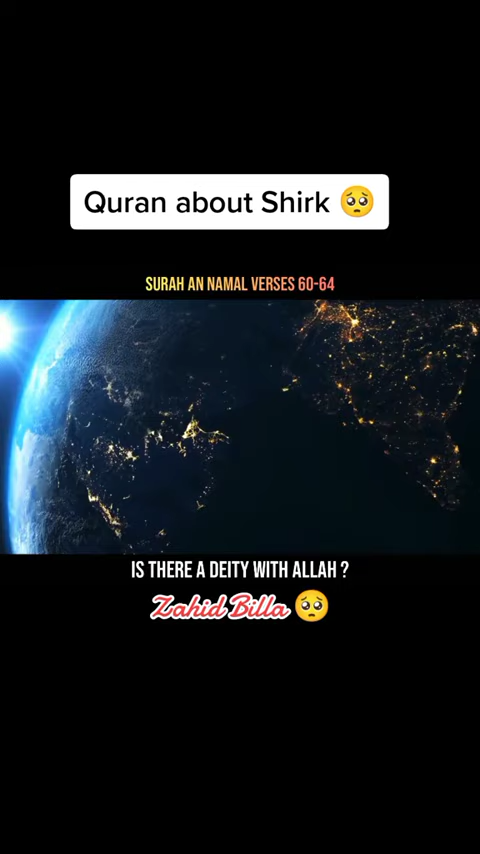 Quran about Shirk 🥺
SURAH AN NAMAL VERSES 60-64
IS THERE A DEITY WITH ALLAH ?
Zahid Billa 🥺